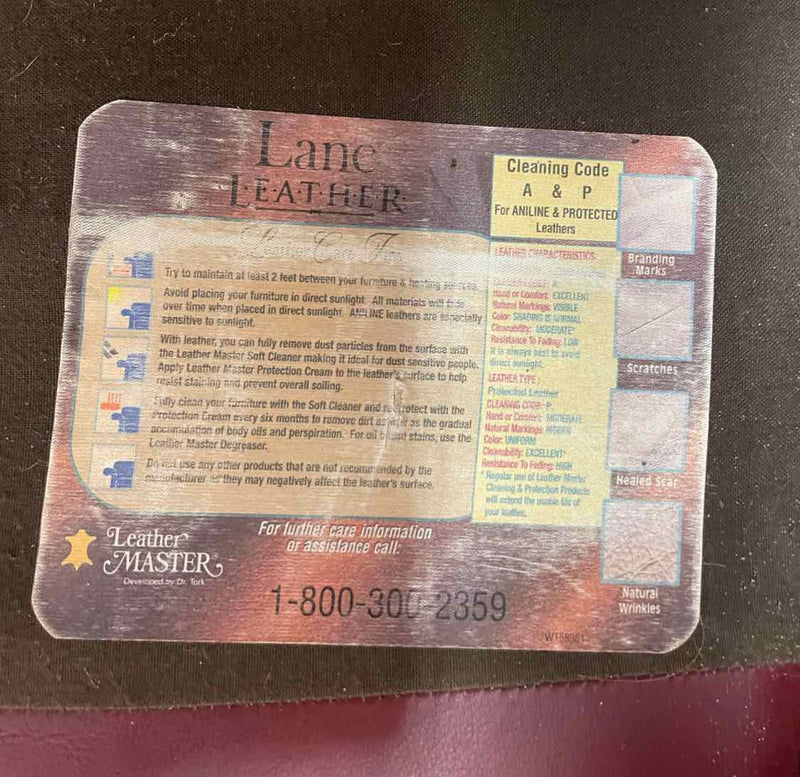 Lane
LEATHER
Try to maintain at least 2 feet between your furniture & heating sources.
Avoid placing your furniture in direct sunlight. All materials will fade
over time when placed in direct sunlight. ANILINE leathers are especially
sensitive to sunlight.
With leather, you can fully remove dust particles from the surface with
the Leather Master Soft Cleaner making it ideal for dust sensitive people.
Apply Leather Master Protection Cream to the leather's surface to help
resist staining and prevent overall soiling.
Fully clean your furniture with the Soft Cleaner and reprotect with the
Protection Cream every six months to remove dirt as well as the gradual
accumulation of body oils and perspiration. For oil based stains, use the
Leather Master Degreaser.
Do not use any other products that are not recommended by the
manufacturer as they may negatively affect the leather's surface.
Cleaning Code
A & P
For ANILINE & PROTECTED
Leathers
LEATHER CHARACTERISTICS
Hand or Comfort: EXCELLENT
Natural Markings: VISIBLE
Color: SHADING IS NORMAL
Cleanability: MODERATE*
Resistance To Fading: LOW
It is always best to avoid
direct sunlight.
LEATHER TYPE:
Protected Leather
CLEANING CODE: P
Hand or Comfort: MODERATE
Natural Markings: HIDDEN
Color: UNIFORM
Cleanability: EXCELLENT*
Resistance To Fading: HIGH
* Regular use of Leather Master
Cleaning & Protection Products
will extend the usable life of
your leather.
Branding
Marks
Scratches
Healed Scar
Natural
Wrinkles
Leather
MASTER
Developed by Dr. Tork
For further care information
or assistance call:
1-800-300-2359